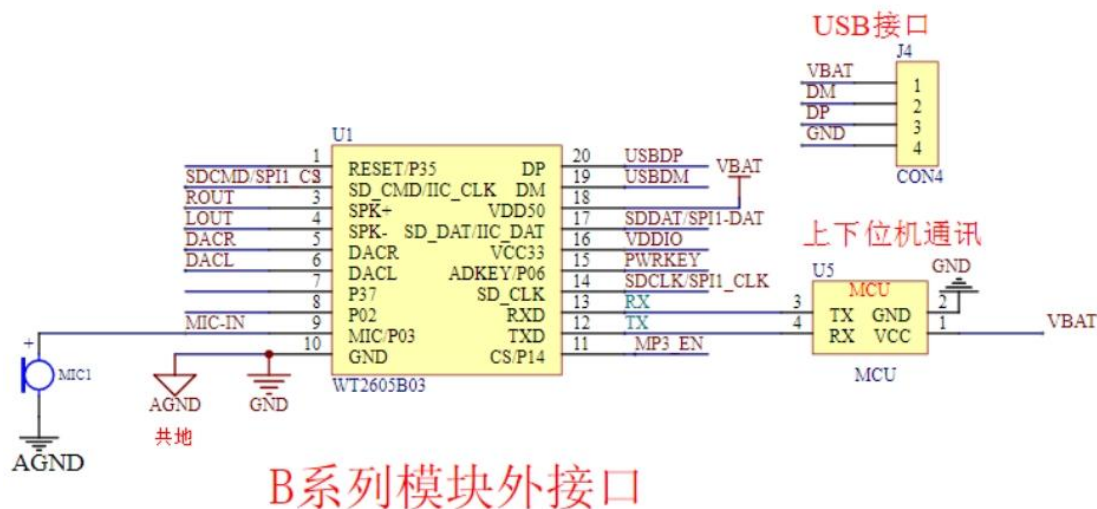 USB接口
J4
VBAT
1
DM
2
DP
3
GND
4
CON4
U1
1
RESET/P35
DP
20
USBDP
SDCMD/SPI1_CS
SD_CMD/IIC_CLK
DM
19
USBDM
VBAT
ROUT
3
SPK+
VDD50
18
LOUT
4
SPK-
SD_DAT/IIC_DAT
17
SDDAT/SPI1-DAT
DACR
5
DACR
VCC33
16
VDDIO
DACL
6
DACL
ADKEY/P06
15
PWRKEY
7
P37
SD_CLK
14
SDCLK/SPI1_CLK
8
P02
RXD
13
RX
MIC-IN
9
MIC/P03
TXD
12
TX
10
GND
CS/P14
11
MP3_EN
WT2605B03
上下位机通讯
U5
GND
MCU
3
TX
GND
2
4
RX
VCC
1
VBAT
MCU
MIC1
+
AGND
AGND
共地
GND
B系列模块外接口